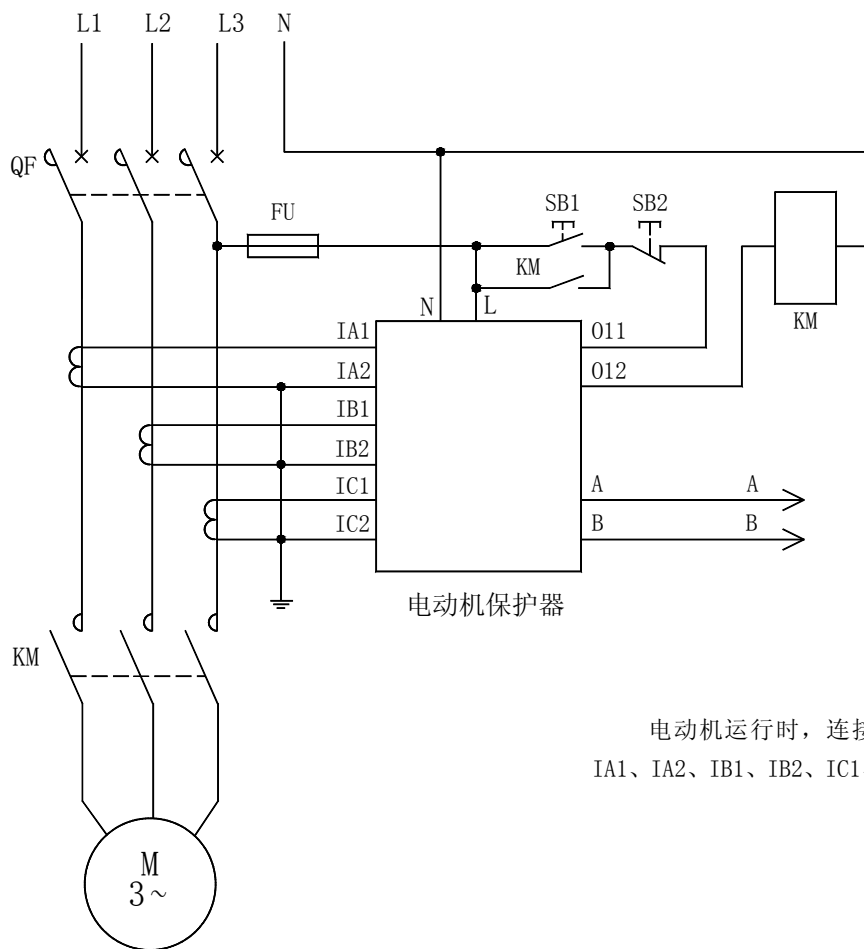 L1 L2 L3 N
QF
SB1 SB2
FU
KM
N L
KM
IA1 O11
IA2 O12
IB1
IB2
IC1 A A
IC2 B B
电动机保护器
KM
电动机运行时，连接
IA1、IA2、IB1、IB2、IC1
M
3~